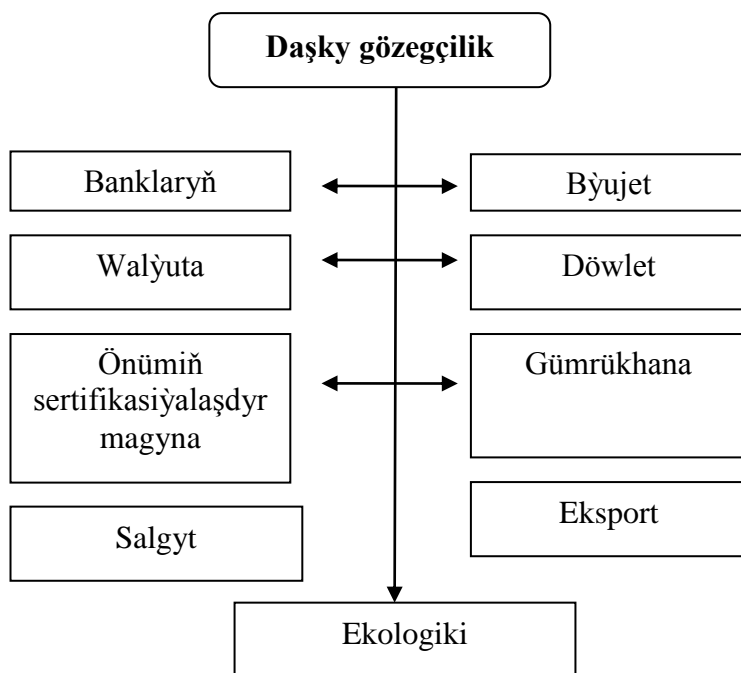 Daşky gözegçilik
Banklaryň
Bỳujet
Walỳuta
Döwlet
Önümiň
sertifikasiỳalaşdyr
magyna
Gümrükhana
Salgyt
Eksport
Ekologiki